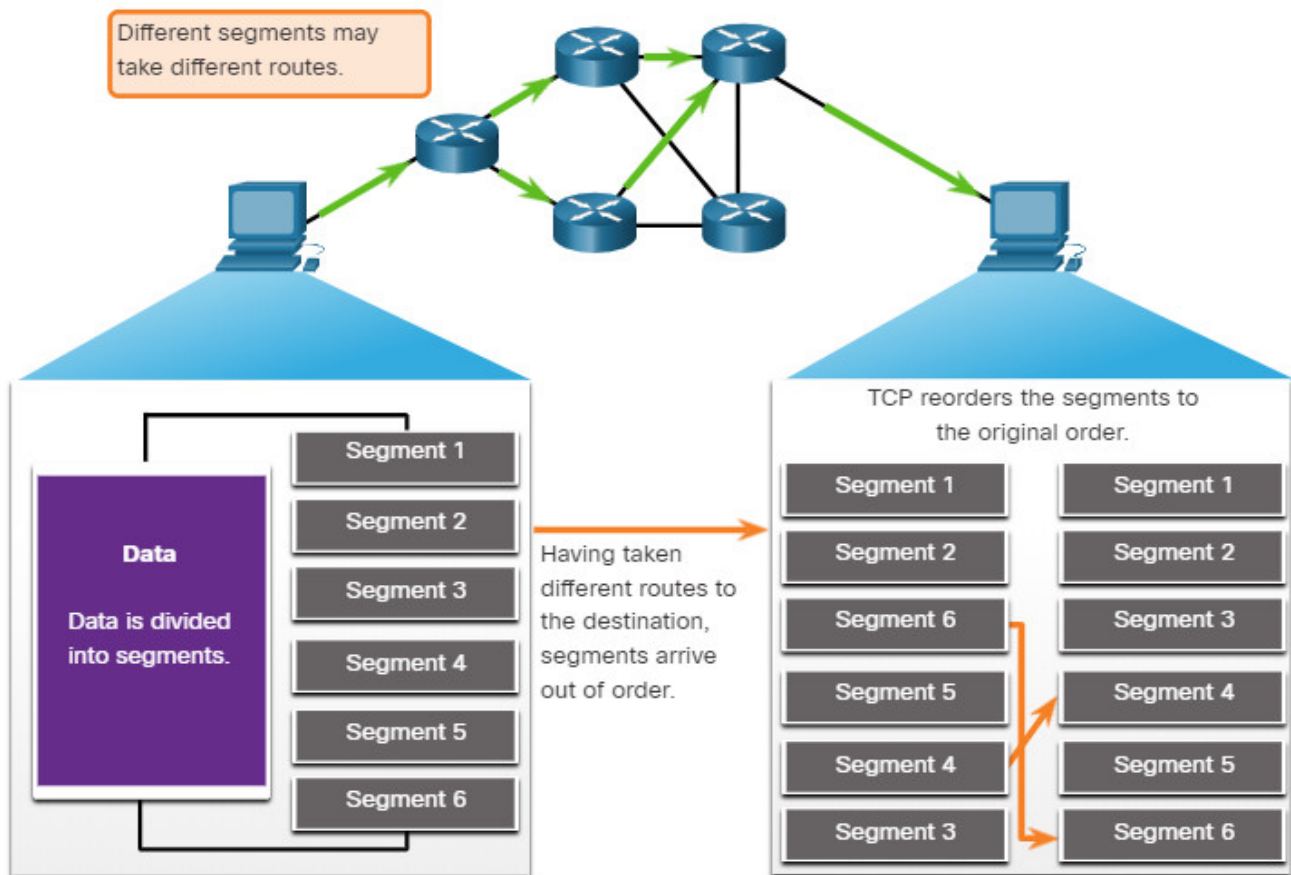 Different segments may
take different routes.
Data
Data is divided
into segments.
Segment 1
Segment 2
Segment 3
Segment 4
Segment 5
Segment 6
Having taken
different routes to
the destination,
segments arrive
out of order.
TCP reorders the segments to
the original order.
Segment 1
Segment 2
Segment 6
Segment 5
Segment 4
Segment 3
Segment 1
Segment 2
Segment 3
Segment 4
Segment 5
Segment 6